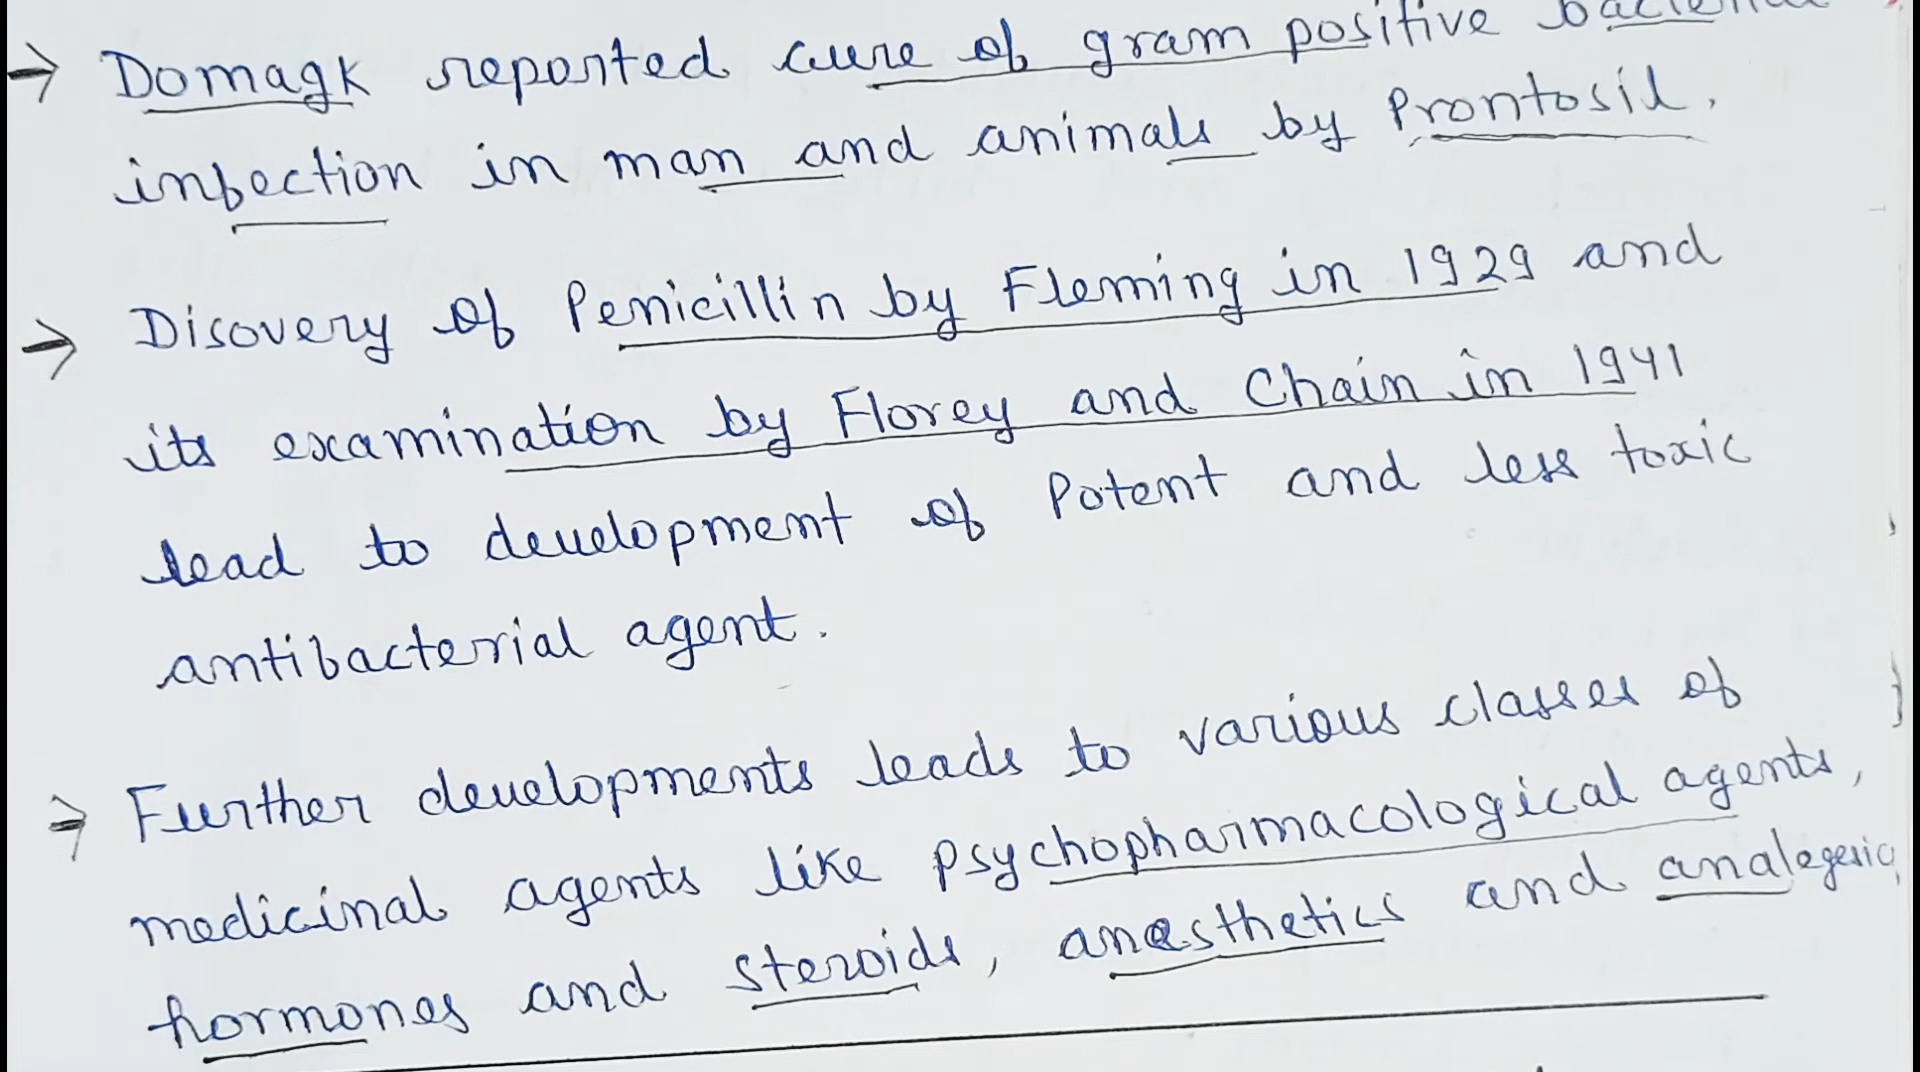 → Domagk reported cure of gram positive bacterial
infection in man and animals by Prontosil.
→ Disovery of Penicillin by Fleming in 1929 and
its examination by Florey and Chain in 1941
lead to development of Potent and less toxic
antibacterial agent.
→ Further developments leads to various classes of
medicinal agents like psychopharmacological agents,
hormones and steroids, anesthetics and analegesic,